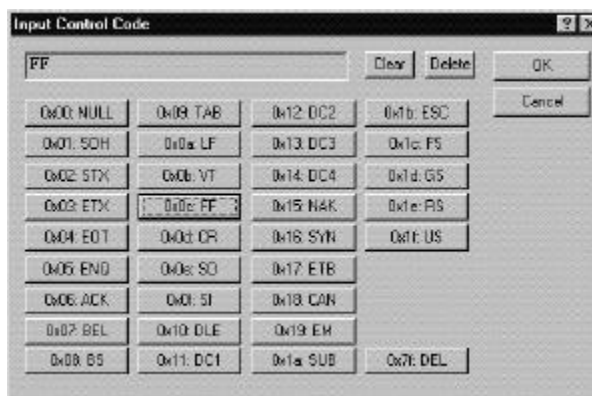 Input Control Code
FF Clear Delete OK
Cancel
0x00: NULL 0x09: TAB 0x12: DC2 0x1b: ESC
0x01: SOH 0x0a: LF 0x13: DC3 0x1c: FS
0x02: STX 0x0b: VT 0x14: DC4 0x1d: GS
0x03: ETX 0x0c: FF 0x15: NAK 0x1e: RS
0x04: EOT 0x0d: CR 0x16: SYN 0x1f: US
0x05: ENQ 0x0e: SO 0x17: ETB
0x06: ACK 0x0f: SI 0x18: CAN
0x07: BEL 0x10: DLE 0x19: EM
0x08: BS 0x11: DC1 0x1a: SUB 0x7f: DEL